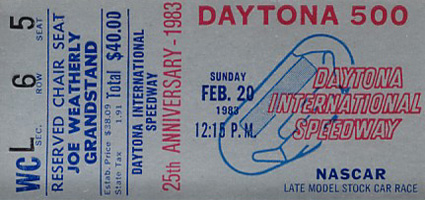 WCL 6 5
SEC. ROW SEAT
RESERVED CHAIR SEAT
JOE WEATHERLY
GRANDSTAND
Estab. Price $38.09
State Tax 1.91
Total $40.00
DAYTONA INTERNATIONAL
SPEEDWAY
25th ANNIVERSARY-1983
DAYTONA 500
SUNDAY
FEB. 20
1983
12:15 P.M.
DAYTONA
INTERNATIONAL
SPEEDWAY
NASCAR
LATE MODEL STOCK CAR RACE